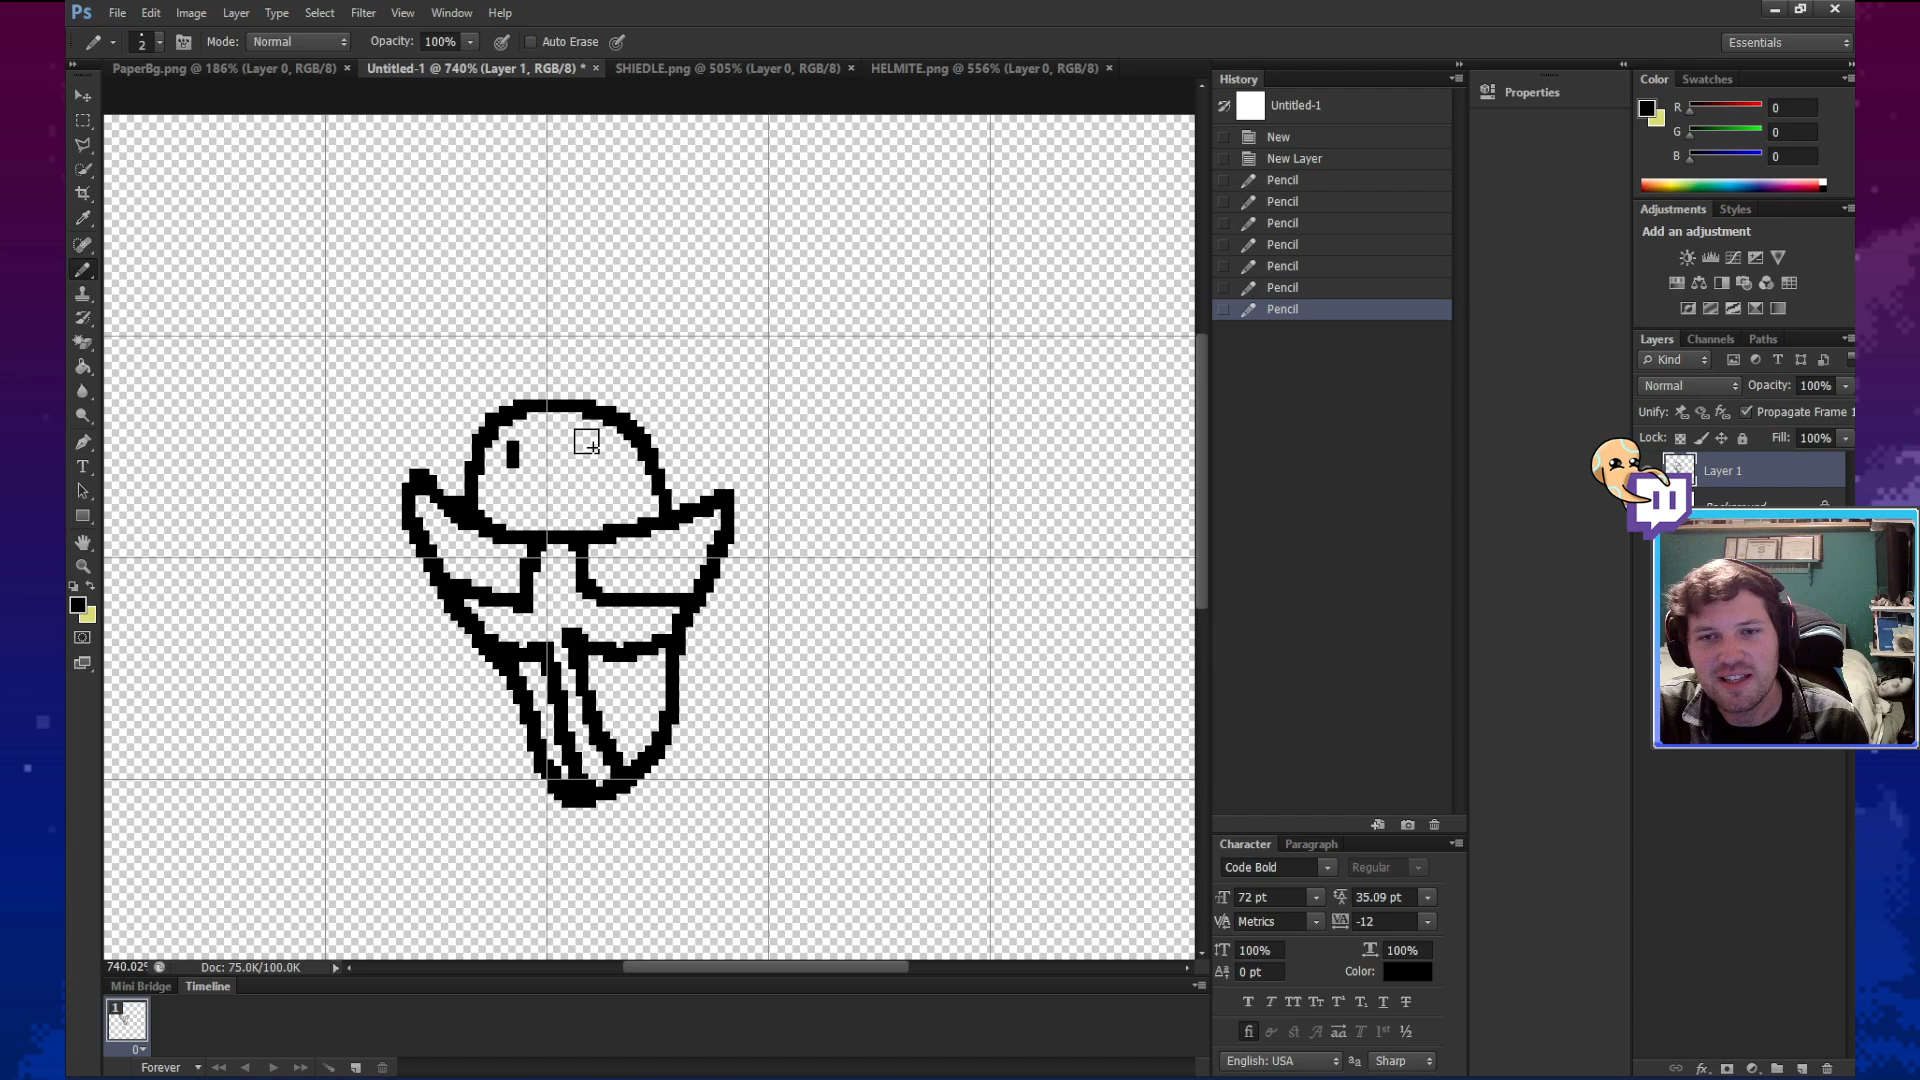 Ps File Edit Image Layer Type Select Filter View Window Help
2 Mode: Normal Opacity: 100% Auto Erase Essentials
PaperBg.png @ 186% (Layer 0, RGB/8) × Untitled-1 @ 740% (Layer 1, RGB/8) * × SHIEDLE.png @ 505% (Layer 0, RGB/8) × HELMITE.png @ 556% (Layer 0, RGB/8) ×
History
Untitled-1
New
New Layer
Pencil
Pencil
Pencil
Pencil
Pencil
Pencil
Pencil
Properties
Color Swatches
R 0
G 0
B 0
Adjustments Styles
Add an adjustment
Layers Channels Paths
Kind
Normal Opacity: 100%
Unify: Propagate Frame 1
Lock: Fill: 100%
Layer 1
Background
Character Paragraph
Code Bold Regular
72 pt 35.09 pt
Metrics -12
100% 100%
0 pt Color:
English: USA Sharp
740.02% Doc: 75.0K/100.0K
Mini Bridge Timeline
1
0
Forever